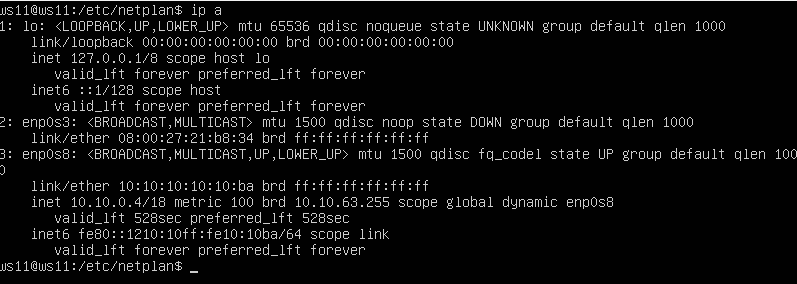 ws11@ws11:/etc/netplan$ ip a
1: lo: <LOOPBACK,UP,LOWER_UP> mtu 65536 qdisc noqueue state UNKNOWN group default qlen 1000
    link/loopback 00:00:00:00:00:00 brd 00:00:00:00:00:00
    inet 127.0.0.1/8 scope host lo
       valid_lft forever preferred_lft forever
    inet6 ::1/128 scope host
       valid_lft forever preferred_lft forever
2: enp0s3: <BROADCAST,MULTICAST> mtu 1500 qdisc noop state DOWN group default qlen 1000
    link/ether 08:00:27:21:b8:34 brd ff:ff:ff:ff:ff:ff
3: enp0s8: <BROADCAST,MULTICAST,UP,LOWER_UP> mtu 1500 qdisc fq_codel state UP group default qlen 100
0
    link/ether 10:10:10:10:10:ba brd ff:ff:ff:ff:ff:ff
    inet 10.10.0.4/18 metric 100 brd 10.10.63.255 scope global dynamic enp0s8
       valid_lft 528sec preferred_lft 528sec
    inet6 fe80::1210:10ff:fe10:10ba/64 scope link
       valid_lft forever preferred_lft forever
ws11@ws11:/etc/netplan$ _